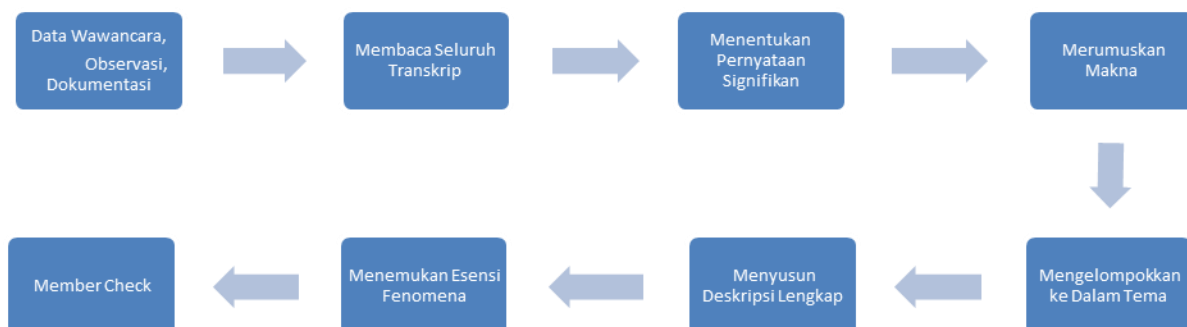 Data Wawancara,
Observasi,
Dokumentasi
Membaca Seluruh
Transkrip
Menentukan
Pernyataan
Signifikan
Merumuskan
Makna
Mengelompokkan
ke Dalam Tema
Menyusun
Deskripsi Lengkap
Menemukan Esensi
Fenomena
Member Check